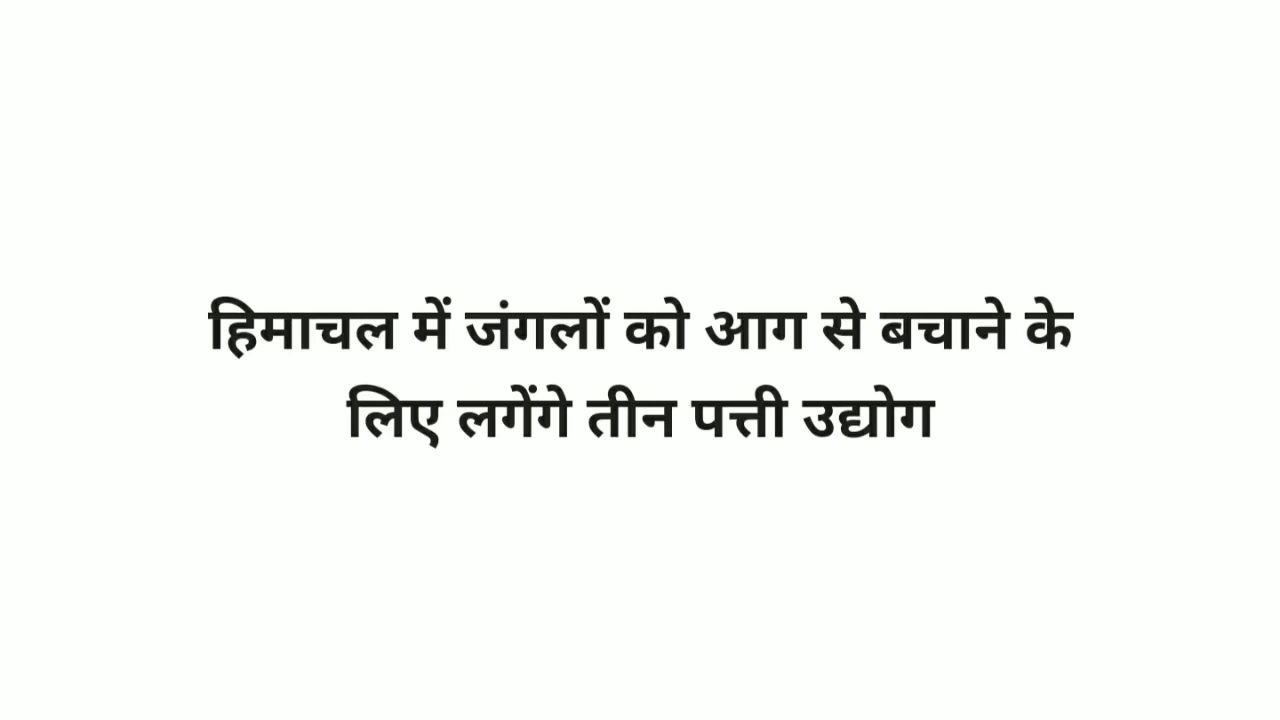 हिमाचल में जंगलों को आग से बचाने के
लिए लगेंगे तीन पत्ती उद्योग